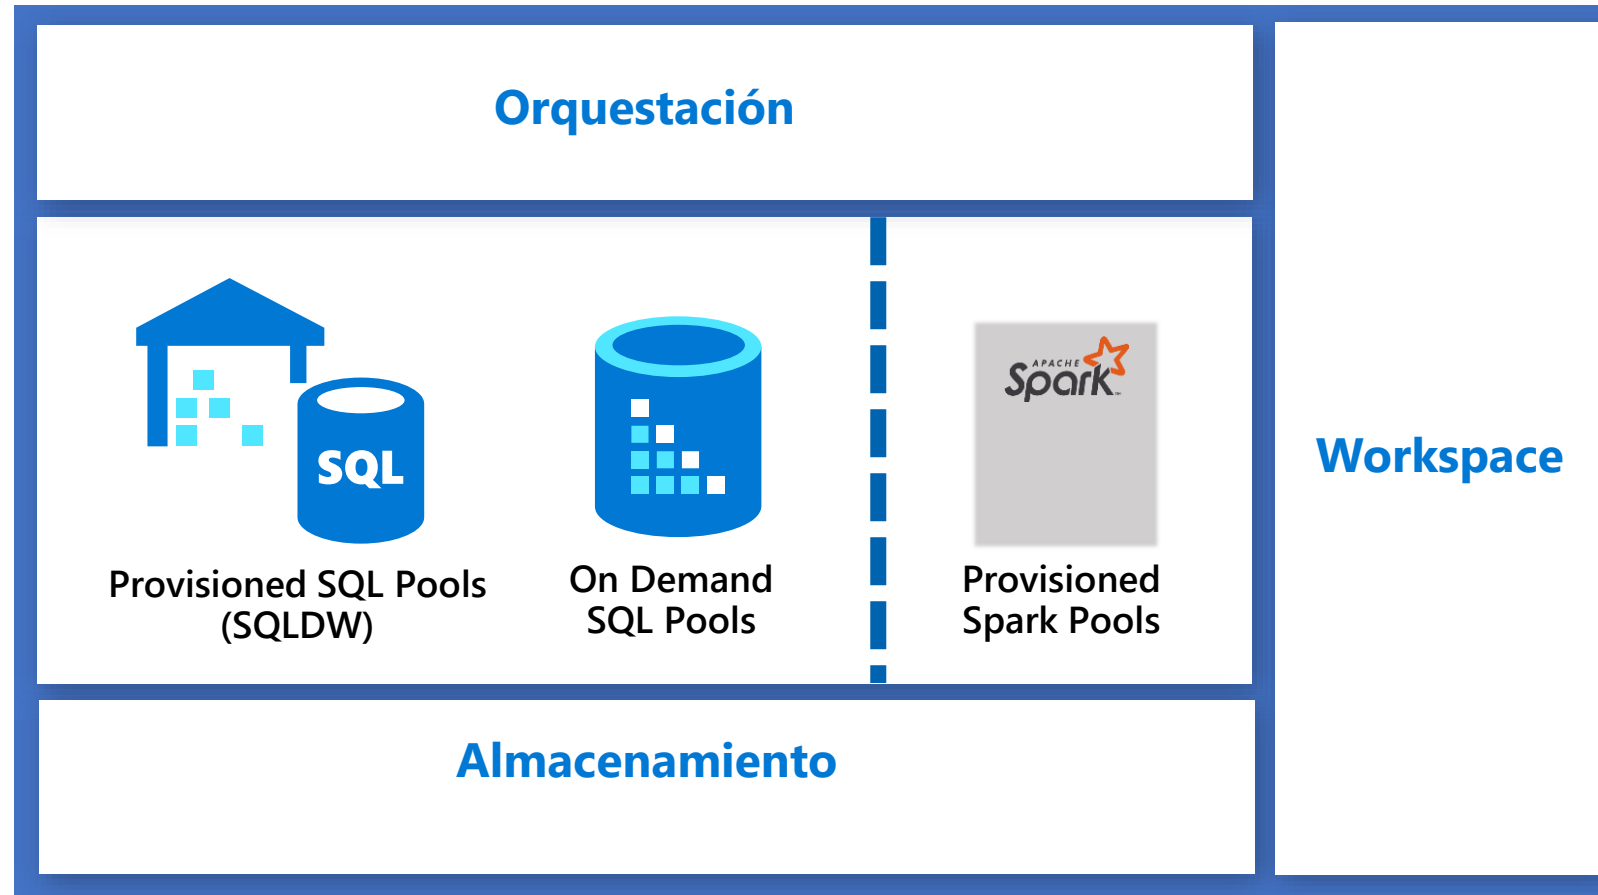 Orquestación
SQL
Provisioned SQL Pools
(SQLDW)
On Demand
SQL Pools
APACHE
Spark
Provisioned
Spark Pools
Workspace
Almacenamiento